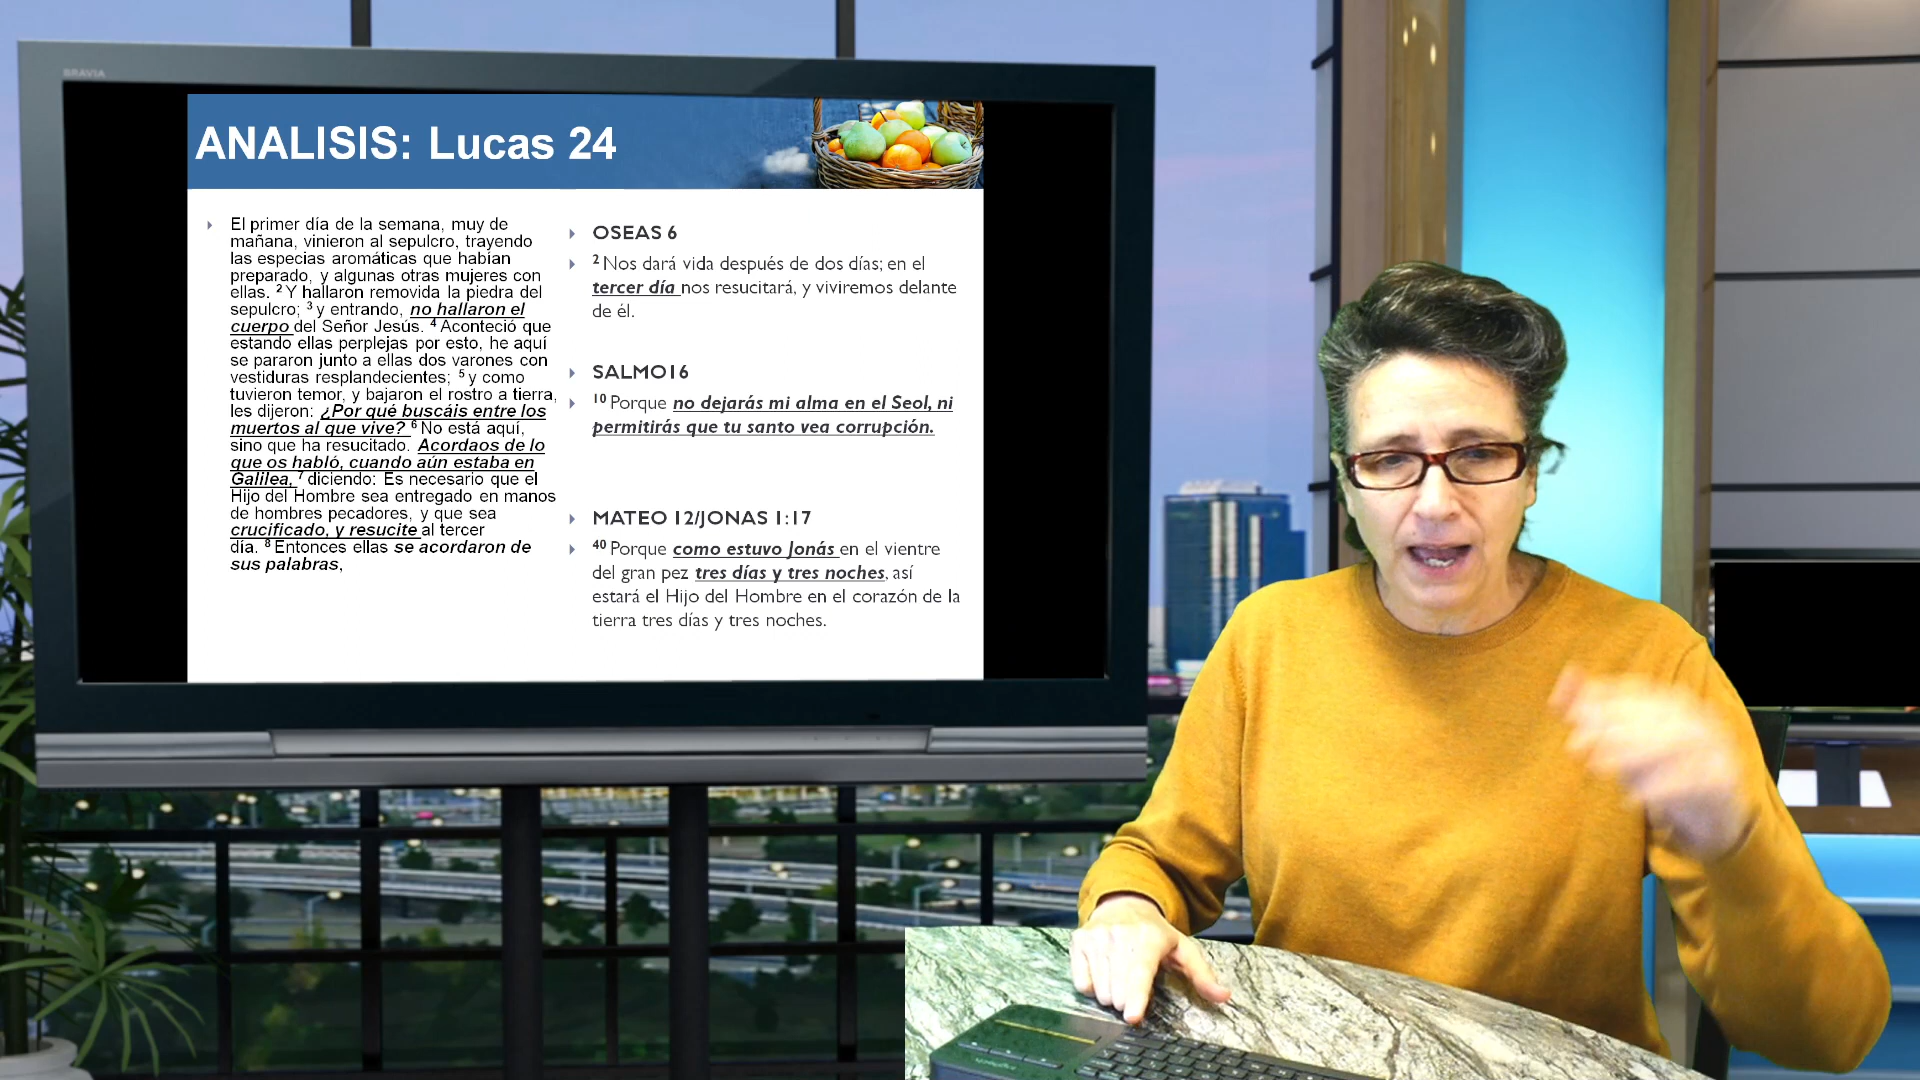 BRAVIA
ANALISIS: Lucas 24
El primer día de la semana, muy de
mañana, vinieron al sepulcro, trayendo
las especias aromáticas que habían
preparado, y algunas otras mujeres con
ellas. 2 Y hallaron removida la piedra del
sepulcro; 3 y entrando, no hallaron el
cuerpo del Señor Jesús. 4 Aconteció que
estando ellas perplejas por esto, he aquí
se pararon junto a ellas dos varones con
vestiduras resplandecientes; 5 y como
tuvieron temor, y bajaron el rostro a tierra,
les dijeron: ¿Por qué buscáis entre los
muertos al que vive? 6 No está aquí,
sino que ha resucitado. Acordaos de lo
que os habló, cuando aún estaba en
Galilea, 7 diciendo: Es necesario que el
Hijo del Hombre sea entregado en manos
de hombres pecadores, y que sea
crucificado, y resucite al tercer
día. 8 Entonces ellas se acordaron de
sus palabras,
OSEAS 6
2 Nos dará vida después de dos días; en el
tercer día nos resucitará, y viviremos delante
de él.
SALMO16
10 Porque no dejarás mi alma en el Seol, ni
permitirás que tu santo vea corrupción.
MATEO 12/JONAS 1:17
40 Porque como estuvo Jonás en el vientre
del gran pez tres días y tres noches, así
estará el Hijo del Hombre en el corazón de la
tierra tres días y tres noches.